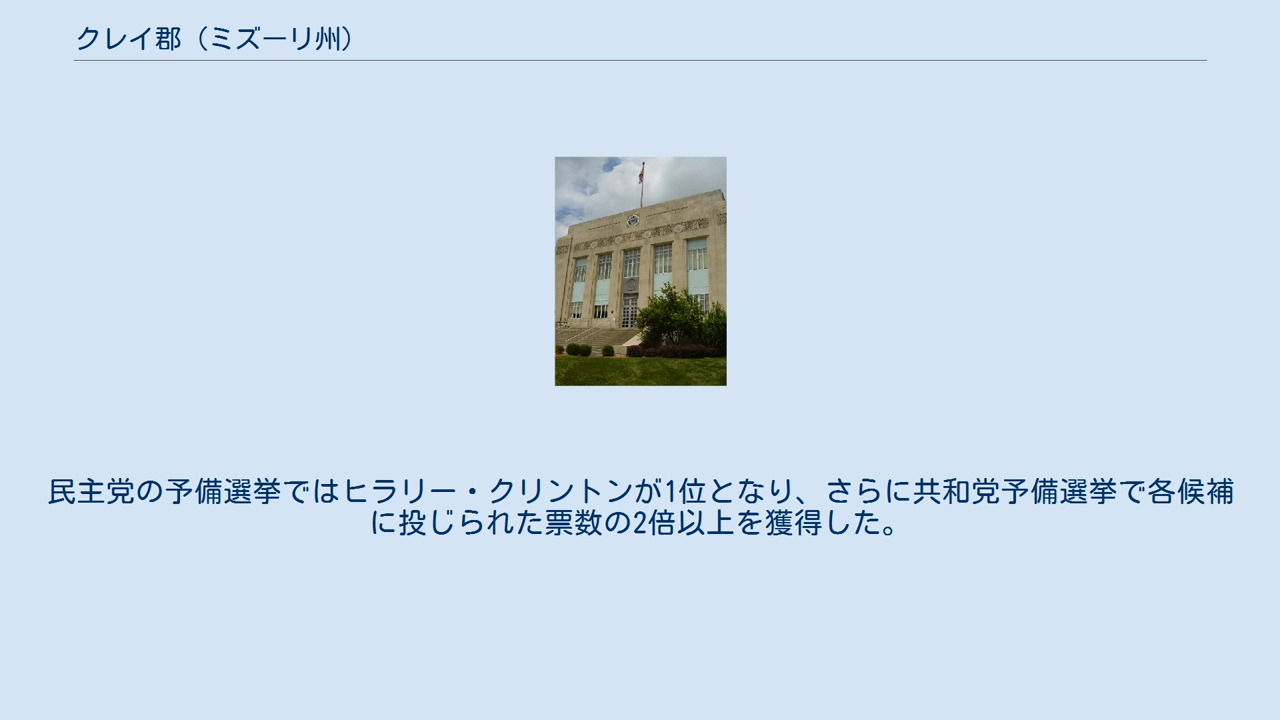 クレイ郡（ミズーリ州）
民主党の予備選挙ではヒラリー・クリントンが1位となり、さらに共和党予備選挙で各候補
に投じられた票数の2倍以上を獲得した。